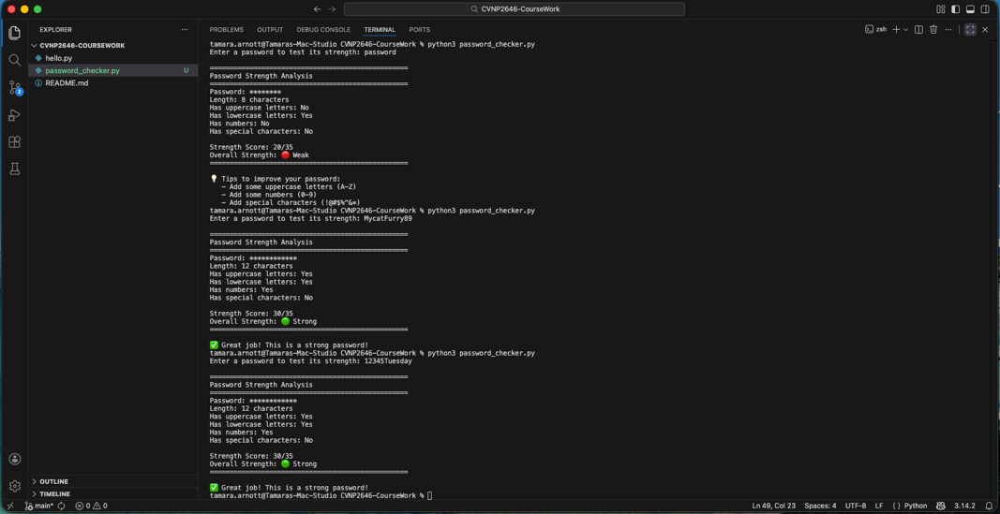 CVNP2646-CourseWork
EXPLORER
CVNP2646-COURSEWORK
hello.py
password_checker.py U
README.md
2
OUTLINE
TIMELINE
PROBLEMS OUTPUT DEBUG CONSOLE TERMINAL PORTS
zsh
tamara.arnott@Tamaras-Mac-Studio CVNP2646-CourseWork % python3 password_checker.py
Enter a password to test its strength: password
==================================================
Password Strength Analysis
==================================================
Password: ********
Length: 8 characters
Has uppercase letters: No
Has lowercase letters: Yes
Has numbers: No
Has special characters: No
Strength Score: 20/35
Overall Strength: 🔴 Weak
==================================================
💡 Tips to improve your password:
- Add some uppercase letters (A-Z)
- Add some numbers (0-9)
- Add special characters (!@#$%^&*)
tamara.arnott@Tamaras-Mac-Studio CVNP2646-CourseWork % python3 password_checker.py
Enter a password to test its strength: MycatFurry89
==================================================
Password Strength Analysis
==================================================
Password: ************
Length: 12 characters
Has uppercase letters: Yes
Has lowercase letters: Yes
Has numbers: Yes
Has special characters: No
Strength Score: 30/35
Overall Strength: 🟢 Strong
==================================================
✅ Great job! This is a strong password!
tamara.arnott@Tamaras-Mac-Studio CVNP2646-CourseWork % python3 password_checker.py
Enter a password to test its strength: 12345Tuesday
==================================================
Password Strength Analysis
==================================================
Password: ************
Length: 12 characters
Has uppercase letters: Yes
Has lowercase letters: Yes
Has numbers: Yes
Has special characters: No
Strength Score: 30/35
Overall Strength: 🟢 Strong
==================================================
✅ Great job! This is a strong password!
tamara.arnott@Tamaras-Mac-Studio CVNP2646-CourseWork %
main* 0 0 Ln 49, Col 23 Spaces: 4 UTF-8 LF {} Python 3.14.2